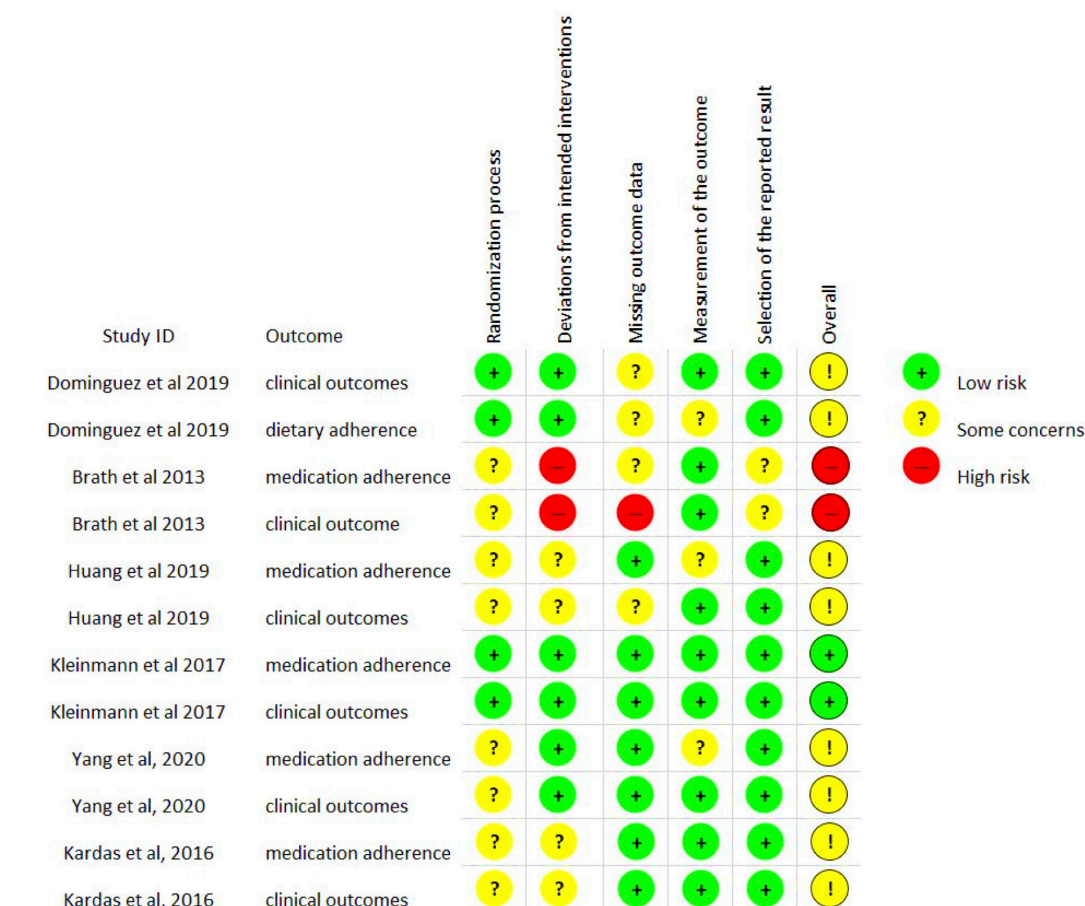 Randomization process
Deviations from intended interventions
Missing outcome data
Measurement of the outcome
Selection of the reported result
Overall
Study ID Outcome
Dominguez et al 2019 clinical outcomes + + ? + + ! + Low risk
Dominguez et al 2019 dietary adherence + + ? ? + ! ? Some concerns
Brath et al 2013 medication adherence ? − ? + ? − − High risk
Brath et al 2013 clinical outcome ? − − + ? −
Huang et al 2019 medication adherence ? ? + ? + !
Huang et al 2019 clinical outcomes ? ? ? + + !
Kleinmann et al 2017 medication adherence + + + + + +
Kleinmann et al 2017 clinical outcomes + + + + + +
Yang et al, 2020 medication adherence ? + + ? + !
Yang et al, 2020 clinical outcomes ? + + + + !
Kardas et al, 2016 medication adherence ? ? + + + !
Kardas et al, 2016 clinical outcomes ? ? + + + !